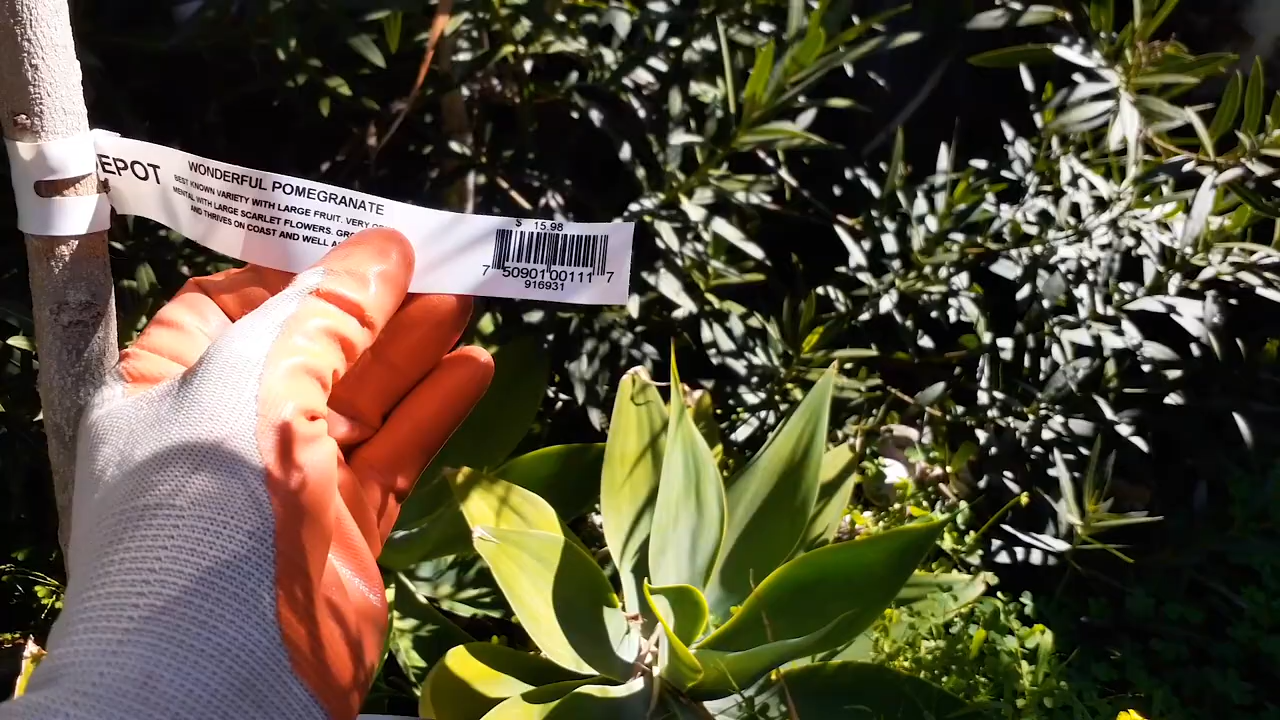 EPOT
WONDERFUL POMEGRANATE
BEST KNOWN VARIETY WITH LARGE FRUIT. VERY
MENTAL WITH LARGE SCARLET FLOWERS.
AND THRIVES ON COAST AND WELL
$ 15.98
7 50901 00111 7
916931